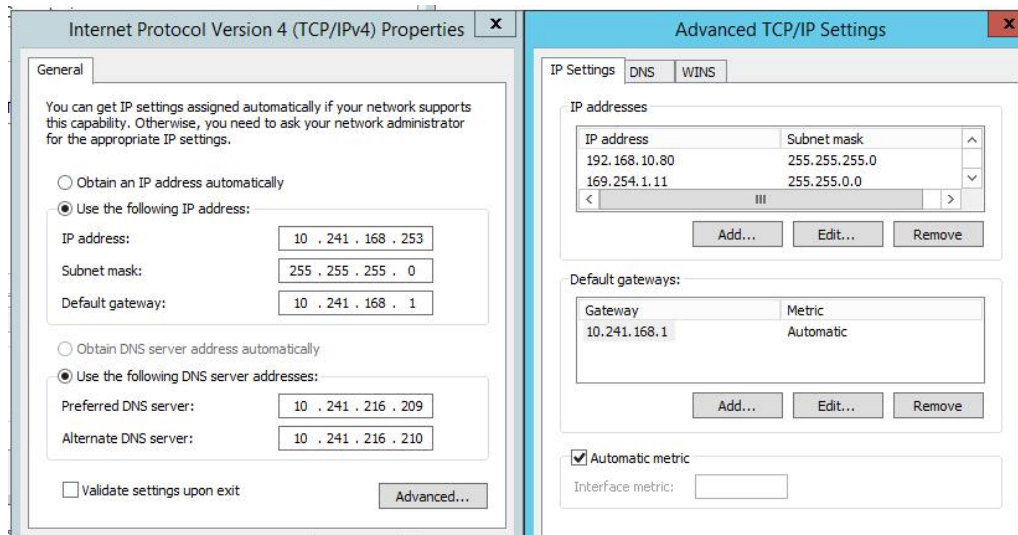 Internet Protocol Version 4 (TCP/IPv4) Properties
x
General
You can get IP settings assigned automatically if your network supports
this capability. Otherwise, you need to ask your network administrator
for the appropriate IP settings.
Obtain an IP address automatically
Use the following IP address:
IP address: 10 . 241 . 168 . 253
Subnet mask: 255 . 255 . 255 . 0
Default gateway: 10 . 241 . 168 . 1
Obtain DNS server address automatically
Use the following DNS server addresses:
Preferred DNS server: 10 . 241 . 216 . 209
Alternate DNS server: 10 . 241 . 216 . 210
Validate settings upon exit
Advanced...
Advanced TCP/IP Settings
x
IP Settings DNS WINS
IP addresses
IP address Subnet mask
192.168.10.80 255.255.255.0
169.254.1.11 255.255.0.0
Add... Edit... Remove
Default gateways:
Gateway Metric
10.241.168.1 Automatic
Add... Edit... Remove
Automatic metric
Interface metric: